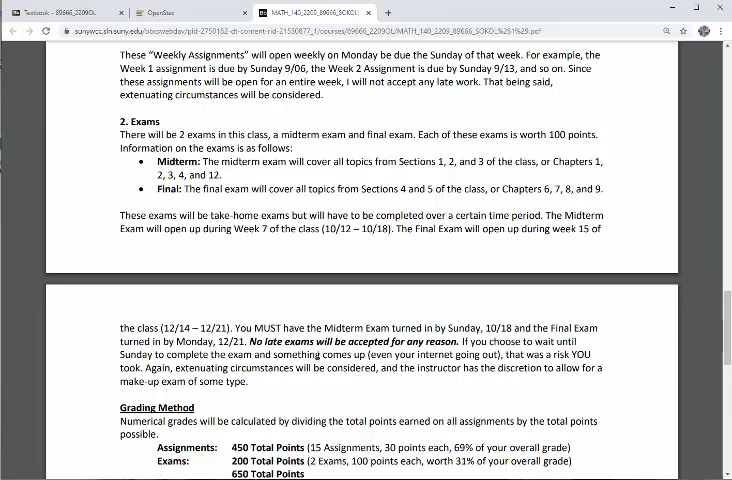 Textbook - 89666_2209OL
OpenStax
MATH_140_2209_89666_SOKOL
sunywcc.sln.suny.edu/bbcswebdav/pid-2750182-dt-content-rid-21530877_1/courses/89666_2209OL/MATH_140_2209_89666_SOKOL%281%29.pdf
These “Weekly Assignments” will open weekly on Monday be due the Sunday of that week. For example, the
Week 1 assignment is due by Sunday 9/06, the Week 2 Assignment is due by Sunday 9/13, and so on. Since
these assignments will be open for an entire week, I will not accept any late work. That being said,
extenuating circumstances will be considered.
2. Exams
There will be 2 exams in this class, a midterm exam and final exam. Each of these exams is worth 100 points.
Information on the exams is as follows:
• Midterm: The midterm exam will cover all topics from Sections 1, 2, and 3 of the class, or Chapters 1,
2, 3, 4, and 12.
• Final: The final exam will cover all topics from Sections 4 and 5 of the class, or Chapters 6, 7, 8, and 9.
These exams will be take-home exams but will have to be completed over a certain time period. The Midterm
Exam will open up during Week 7 of the class (10/12 – 10/18). The Final Exam will open up during week 15 of
the class (12/14 – 12/21). You MUST have the Midterm Exam turned in by Sunday, 10/18 and the Final Exam
turned in by Monday, 12/21. No late exams will be accepted for any reason. If you choose to wait until
Sunday to complete the exam and something comes up (even your internet going out), that was a risk YOU
took. Again, extenuating circumstances will be considered, and the instructor has the discretion to allow for a
make-up exam of some type.
Grading Method
Numerical grades will be calculated by dividing the total points earned on all assignments by the total points
possible.
Assignments: 450 Total Points (15 Assignments, 30 points each, 69% of your overall grade)
Exams: 200 Total Points (2 Exams, 100 points each, worth 31% of your overall grade)
650 Total Points